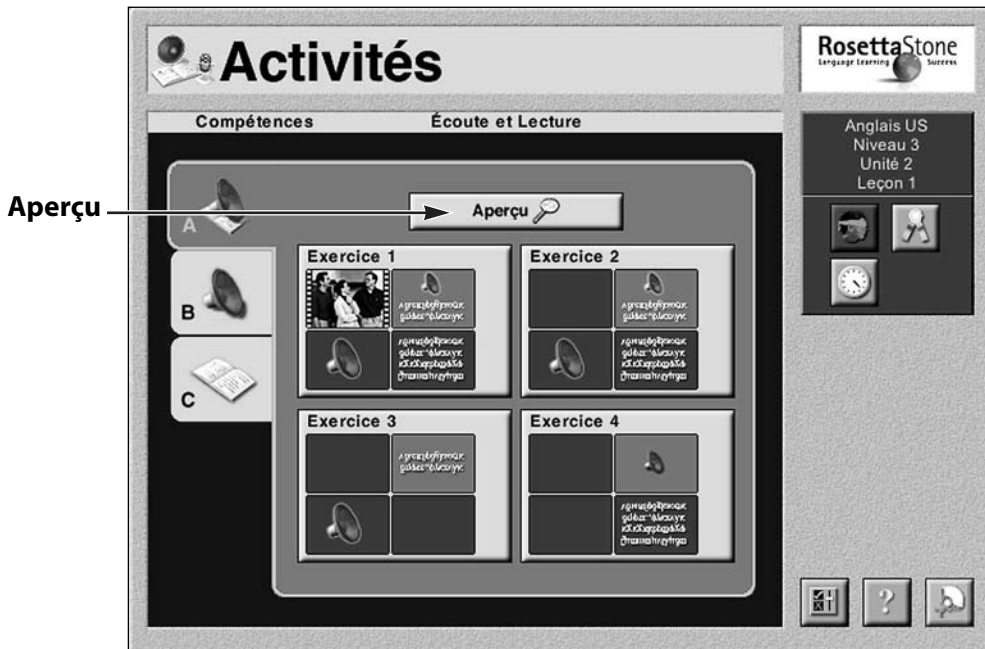 Activités
RosettaStone
Language Learning Success
Compétences
Écoute et Lecture
Anglais US
Niveau 3
Unité 2
Leçon 1
Aperçu
A
Aperçu
Exercice 1
Exercice 2
B
C
Exercice 3
Exercice 4
?